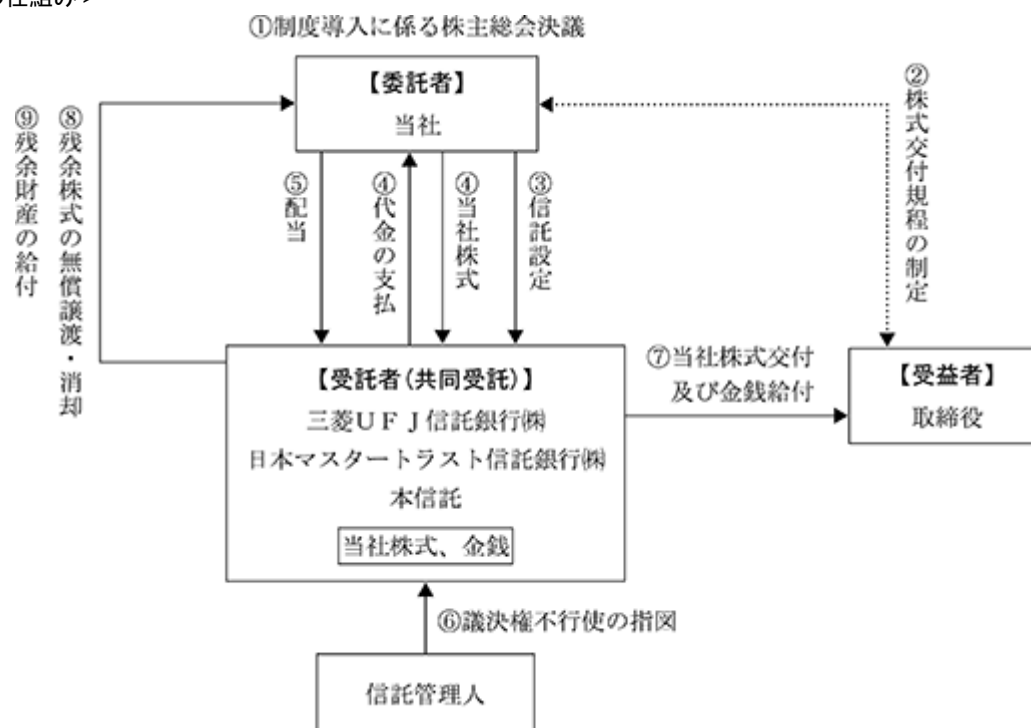 仕組み>
①制度導入に係る株主総会決議
【委託者】
当社
⑨残余財産の給付
⑧残余株式の無償譲渡・消却
⑤配当
④代金の支払
④当社株式
③信託設定
②株式交付規程の制定
【受託者(共同受託)】
三菱UFJ信託銀行㈱
日本マスタートラスト信託銀行㈱
本信託
当社株式、金銭
⑦当社株式交付
及び金銭給付
【受益者】
取締役
⑥議決権不行使の指図
信託管理人